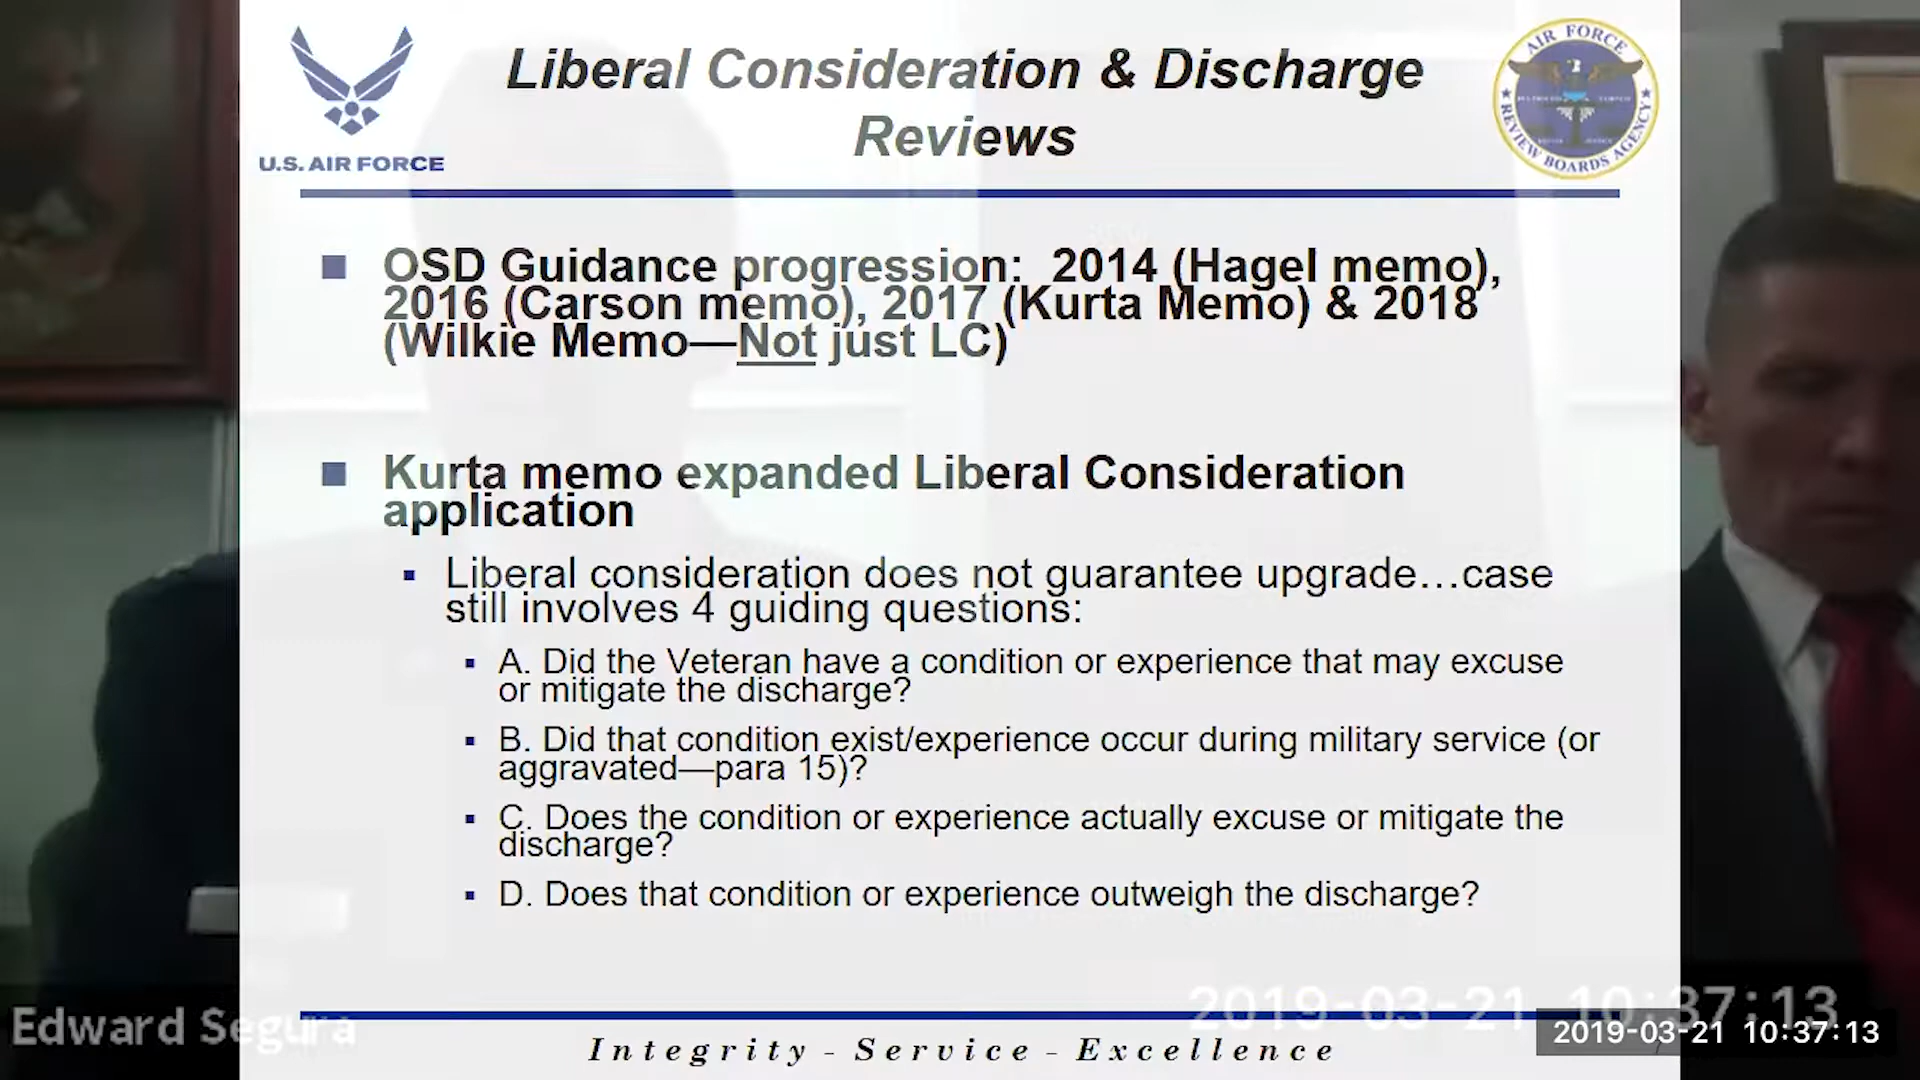 Liberal Consideration & Discharge
Reviews
U.S. AIR FORCE
AIR FORCE
REVIEW BOARDS AGENCY
OSD Guidance progression: 2014 (Hagel memo),
2016 (Carson memo), 2017 (Kurta Memo) & 2018
(Wilkie Memo—Not just LC)
Kurta memo expanded Liberal Consideration
application
Liberal consideration does not guarantee upgrade…case
still involves 4 guiding questions:
A. Did the Veteran have a condition or experience that may excuse
or mitigate the discharge?
B. Did that condition exist/experience occur during military service (or
aggravated—para 15)?
C. Does the condition or experience actually excuse or mitigate the
discharge?
D. Does that condition or experience outweigh the discharge?
2019-03-21 10:37:13
Edward Segura
2019-03-21 10:37:13
Integrity - Service - Excellence